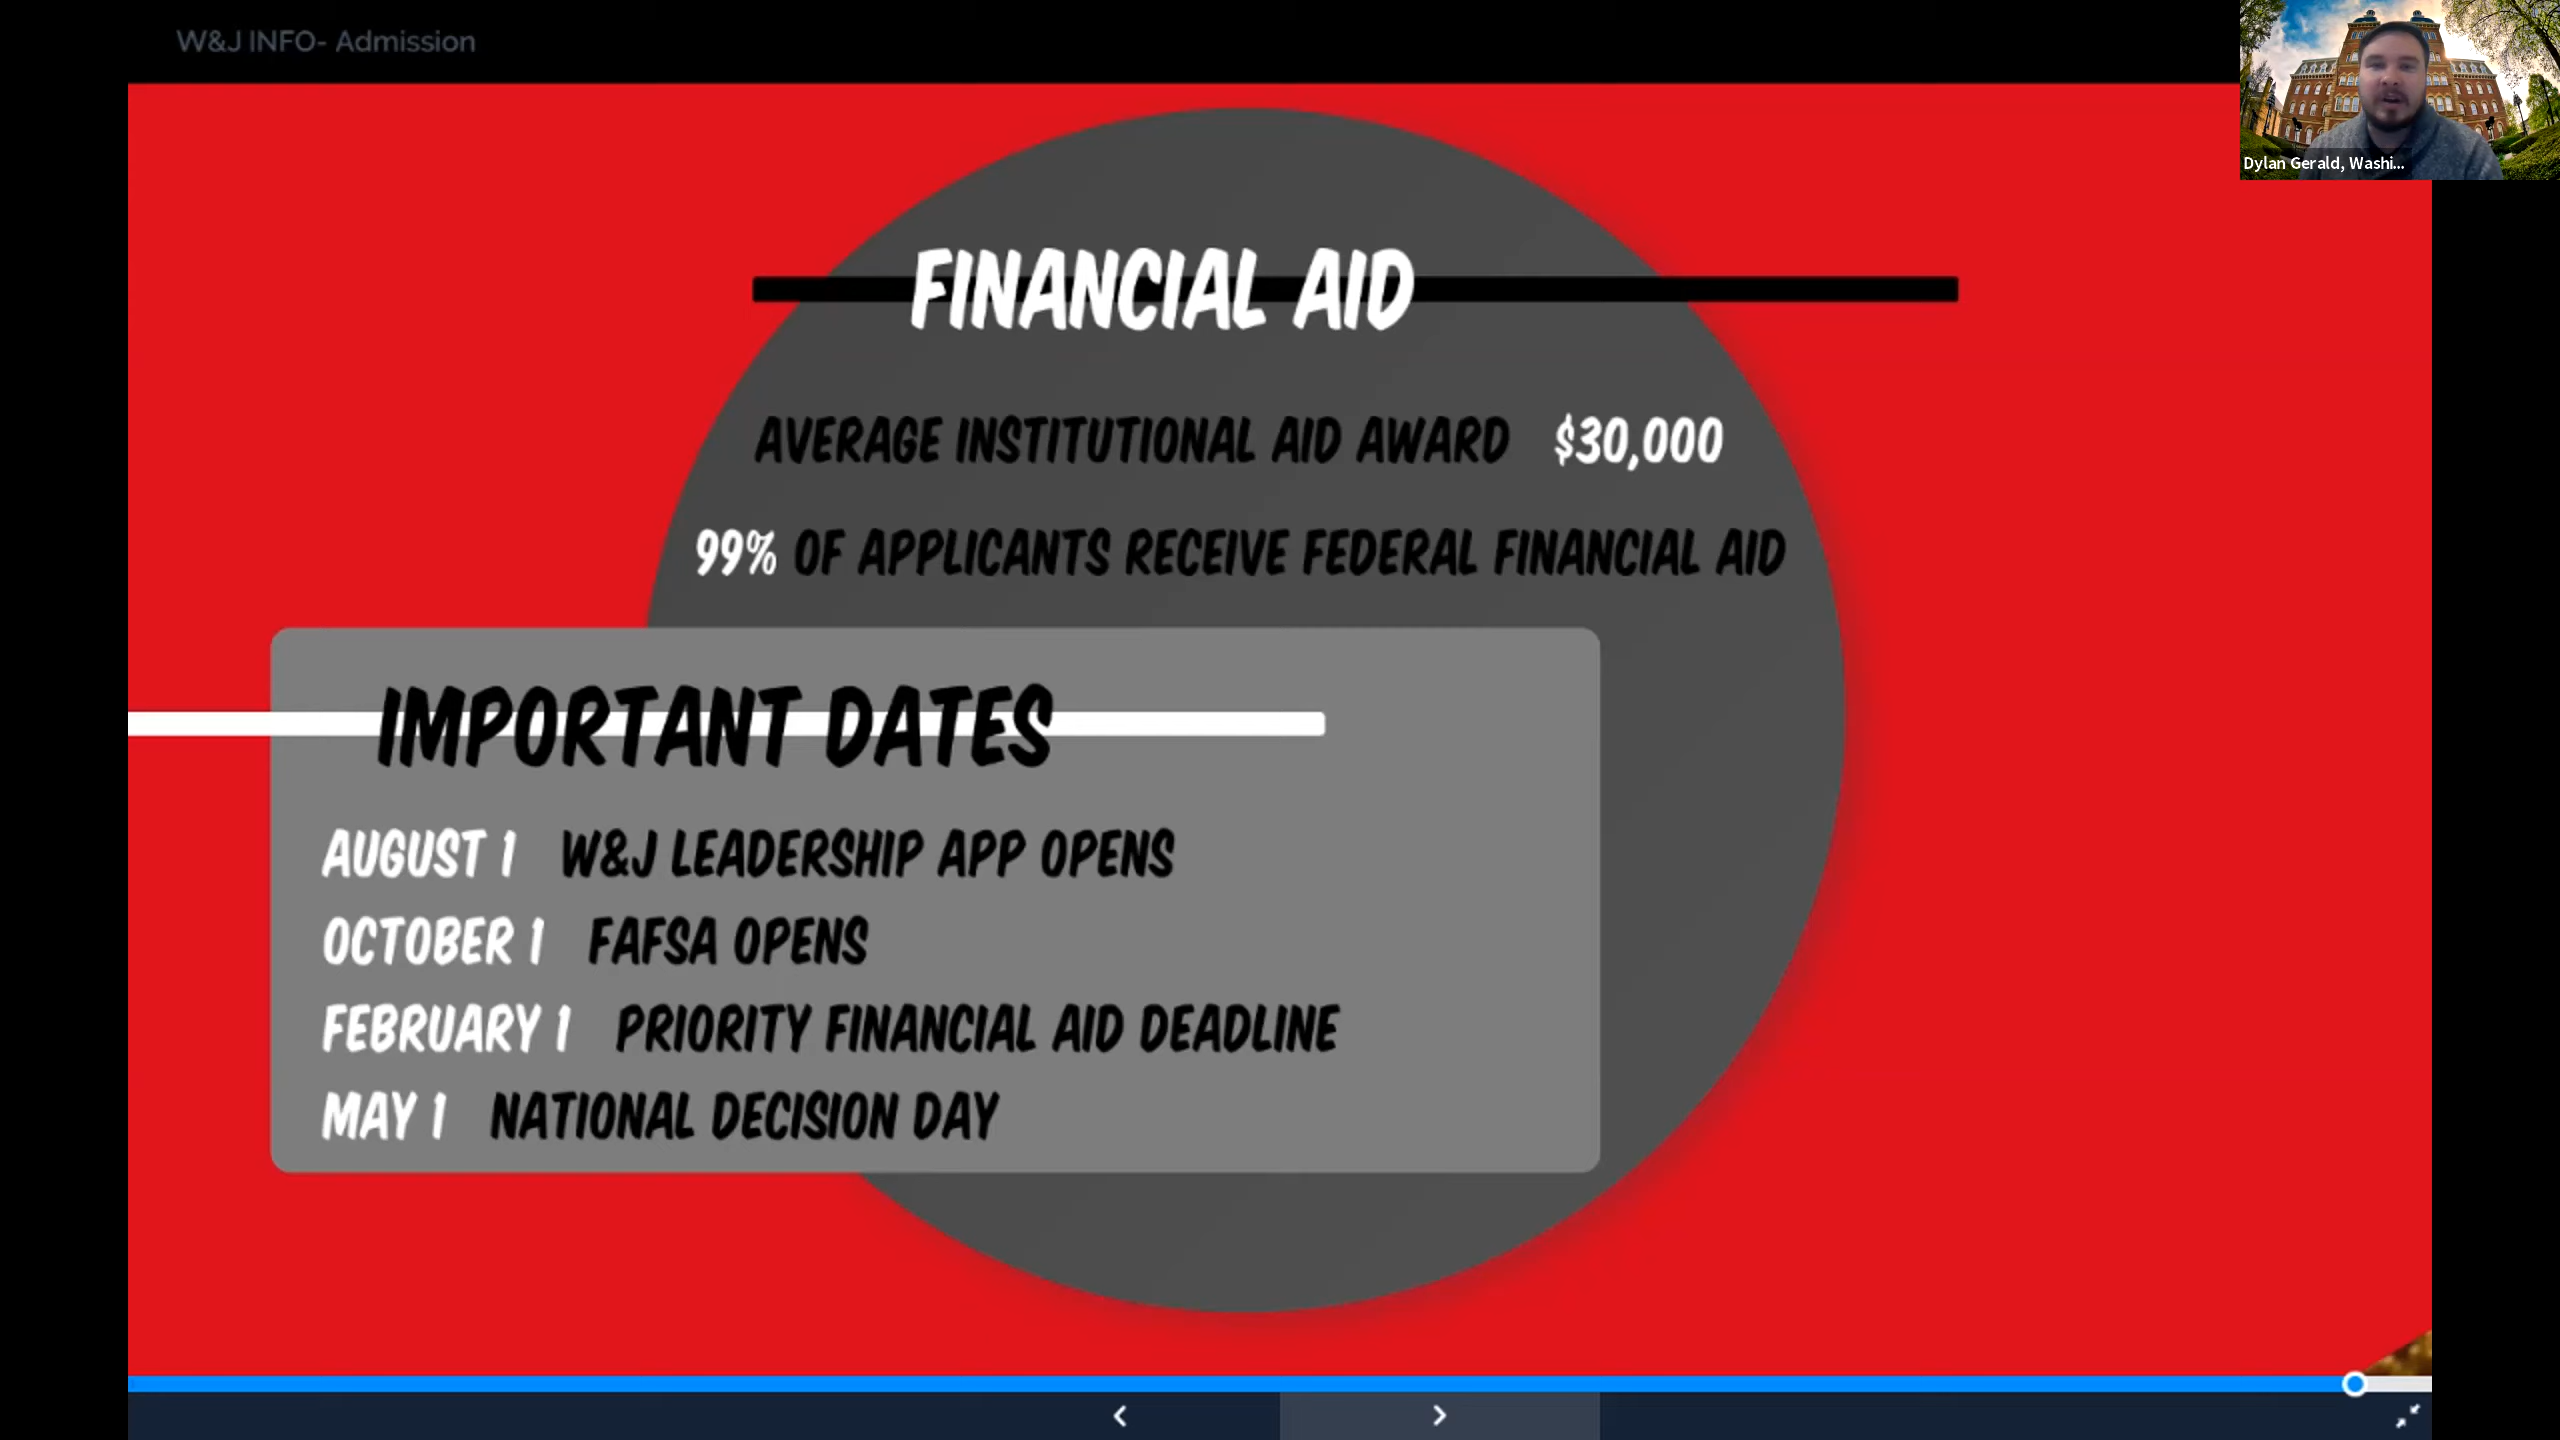 W&J INFO- Admission
Dylan Gerald, Washi...
FINANCIAL AID
AVERAGE INSTITUTIONAL AID AWARD $30,000
99% OF APPLICANTS RECEIVE FEDERAL FINANCIAL AID
IMPORTANT DATES
AUGUST 1 W&J LEADERSHIP APP OPENS
OCTOBER 1 FAFSA OPENS
FEBRUARY 1 PRIORITY FINANCIAL AID DEADLINE
MAY 1 NATIONAL DECISION DAY